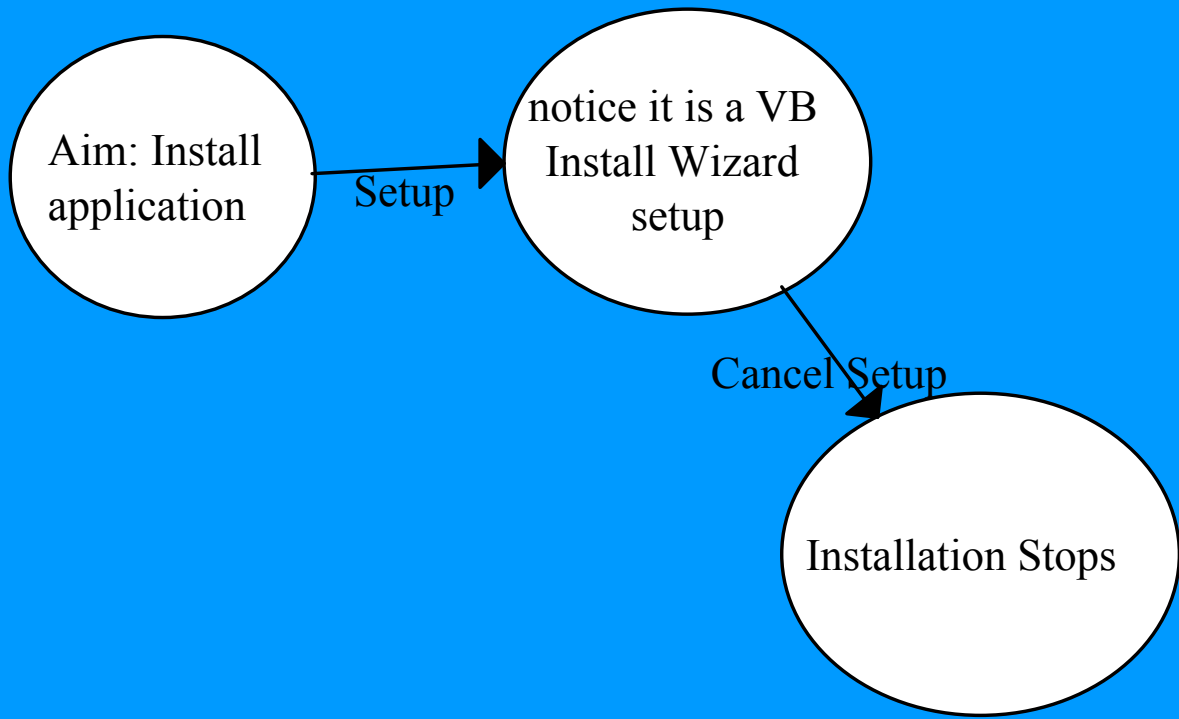 Aim: Install
application
Setup
notice it is a VB
Install Wizard
setup
Cancel Setup
Installation Stops